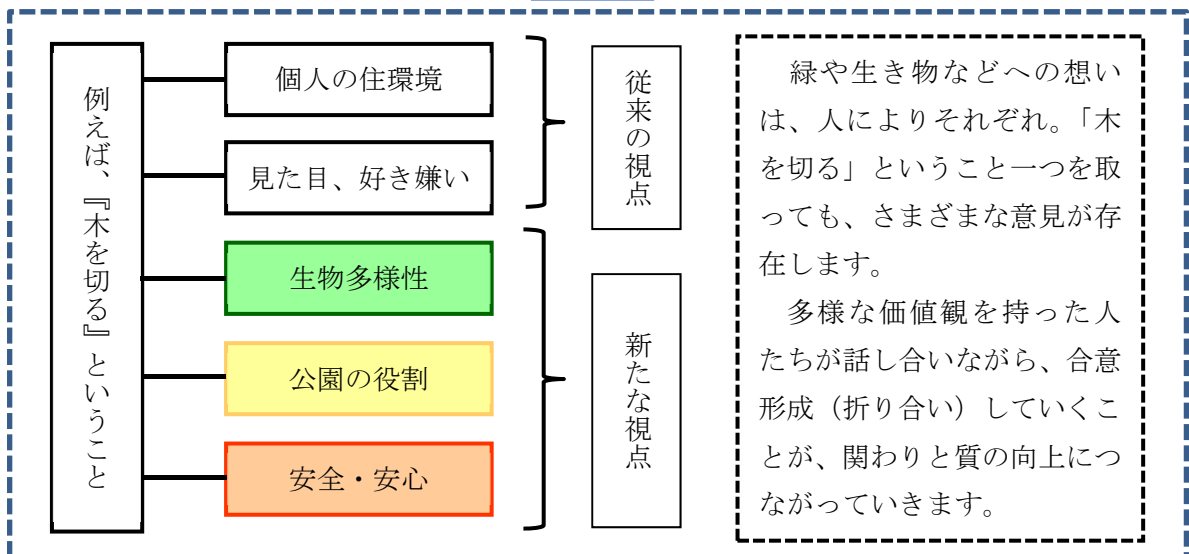 例えば、『木を切る』ということ
個人の住環境
見た目、好き嫌い
生物多様性
公園の役割
安全・安心
従来の視点
新たな視点
緑や生き物などへの想い
は、人によりそれぞれ。「木
を切る」ということ一つを取
っても、さまざまな意見が存
在します。
多様な価値観を持った人
たちが話し合いながら、合意
形成（折り合い）していくこ
とが、関わりと質の向上につ
ながっていきます。